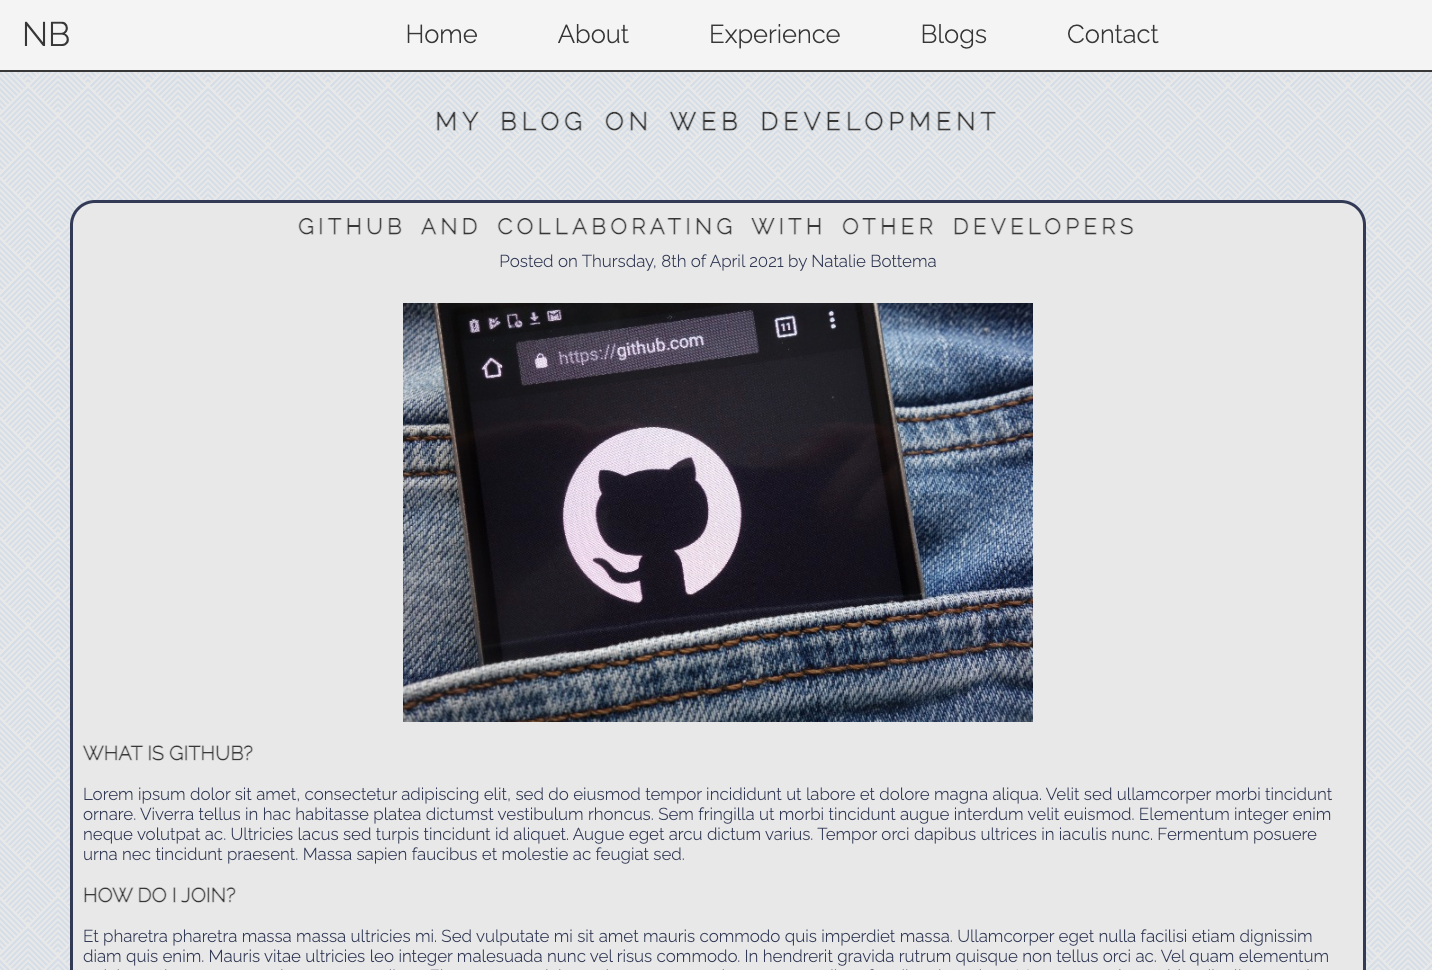 NB
Home About Experience Blogs Contact
MY BLOG ON WEB DEVELOPMENT
GITHUB AND COLLABORATING WITH OTHER DEVELOPERS
Posted on Thursday, 8th of April 2021 by Natalie Bottema
11
https://github.com
WHAT IS GITHUB?
Lorem ipsum dolor sit amet, consectetur adipiscing elit, sed do eiusmod tempor incididunt ut labore et dolore magna aliqua. Velit sed ullamcorper morbi tincidunt
ornare. Viverra tellus in hac habitasse platea dictumst vestibulum rhoncus. Sem fringilla ut morbi tincidunt augue interdum velit euismod. Elementum integer enim
neque volutpat ac. Ultricies lacus sed turpis tincidunt id aliquet. Augue eget arcu dictum varius. Tempor orci dapibus ultrices in iaculis nunc. Fermentum posuere
urna nec tincidunt praesent. Massa sapien faucibus et molestie ac feugiat sed.
HOW DO I JOIN?
Et pharetra pharetra massa massa ultricies mi. Sed vulputate mi sit amet mauris commodo quis imperdiet massa. Ullamcorper eget nulla facilisi etiam dignissim
diam quis enim. Mauris vitae ultricies leo integer malesuada nunc vel risus commodo. In hendrerit gravida rutrum quisque non tellus orci ac. Vel quam elementum